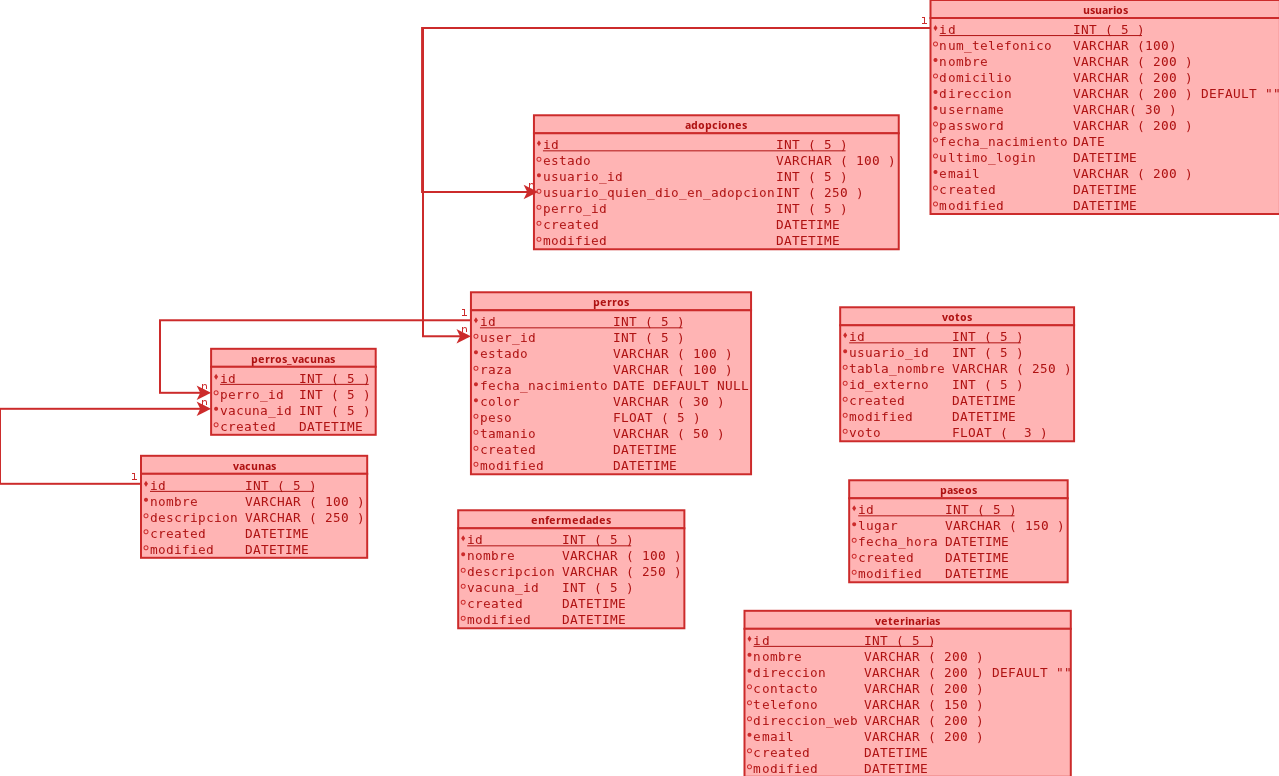 usuarios
1
id INT ( 5 )
num_telefonico VARCHAR (100)
nombre VARCHAR ( 200 )
domicilio VARCHAR ( 200 )
direccion VARCHAR ( 200 ) DEFAULT ""
username VARCHAR( 30 )
password VARCHAR ( 200 )
fecha_nacimiento DATE
ultimo_login DATETIME
email VARCHAR ( 200 )
created DATETIME
modified DATETIME
adopciones
id INT ( 5 )
estado VARCHAR ( 100 )
usuario_id INT ( 5 )
n
usuario_quien_dio_en_adopcion INT ( 250 )
perro_id INT ( 5 )
created DATETIME
modified DATETIME
perros
1
id INT ( 5 )
n
user_id INT ( 5 )
estado VARCHAR ( 100 )
raza VARCHAR ( 100 )
fecha_nacimiento DATE DEFAULT NULL
color VARCHAR ( 30 )
peso FLOAT ( 5 )
tamanio VARCHAR ( 50 )
created DATETIME
modified DATETIME
votos
id INT ( 5 )
usuario_id INT ( 5 )
tabla_nombre VARCHAR ( 250 )
id_externo INT ( 5 )
created DATETIME
modified DATETIME
voto FLOAT (  3 )
perros_vacunas
id INT ( 5 )
n
perro_id INT ( 5 )
n
vacuna_id INT ( 5 )
created DATETIME
vacunas
1
id INT ( 5 )
nombre VARCHAR ( 100 )
descripcion VARCHAR ( 250 )
created DATETIME
modified DATETIME
enfermedades
id INT ( 5 )
nombre VARCHAR ( 100 )
descripcion VARCHAR ( 250 )
vacuna_id INT ( 5 )
created DATETIME
modified DATETIME
paseos
id INT ( 5 )
lugar VARCHAR ( 150 )
fecha_hora DATETIME
created DATETIME
modified DATETIME
veterinarias
id INT ( 5 )
nombre VARCHAR ( 200 )
direccion VARCHAR ( 200 ) DEFAULT ""
contacto VARCHAR ( 200 )
telefono VARCHAR ( 150 )
direccion_web VARCHAR ( 200 )
email VARCHAR ( 200 )
created DATETIME
modified DATETIME